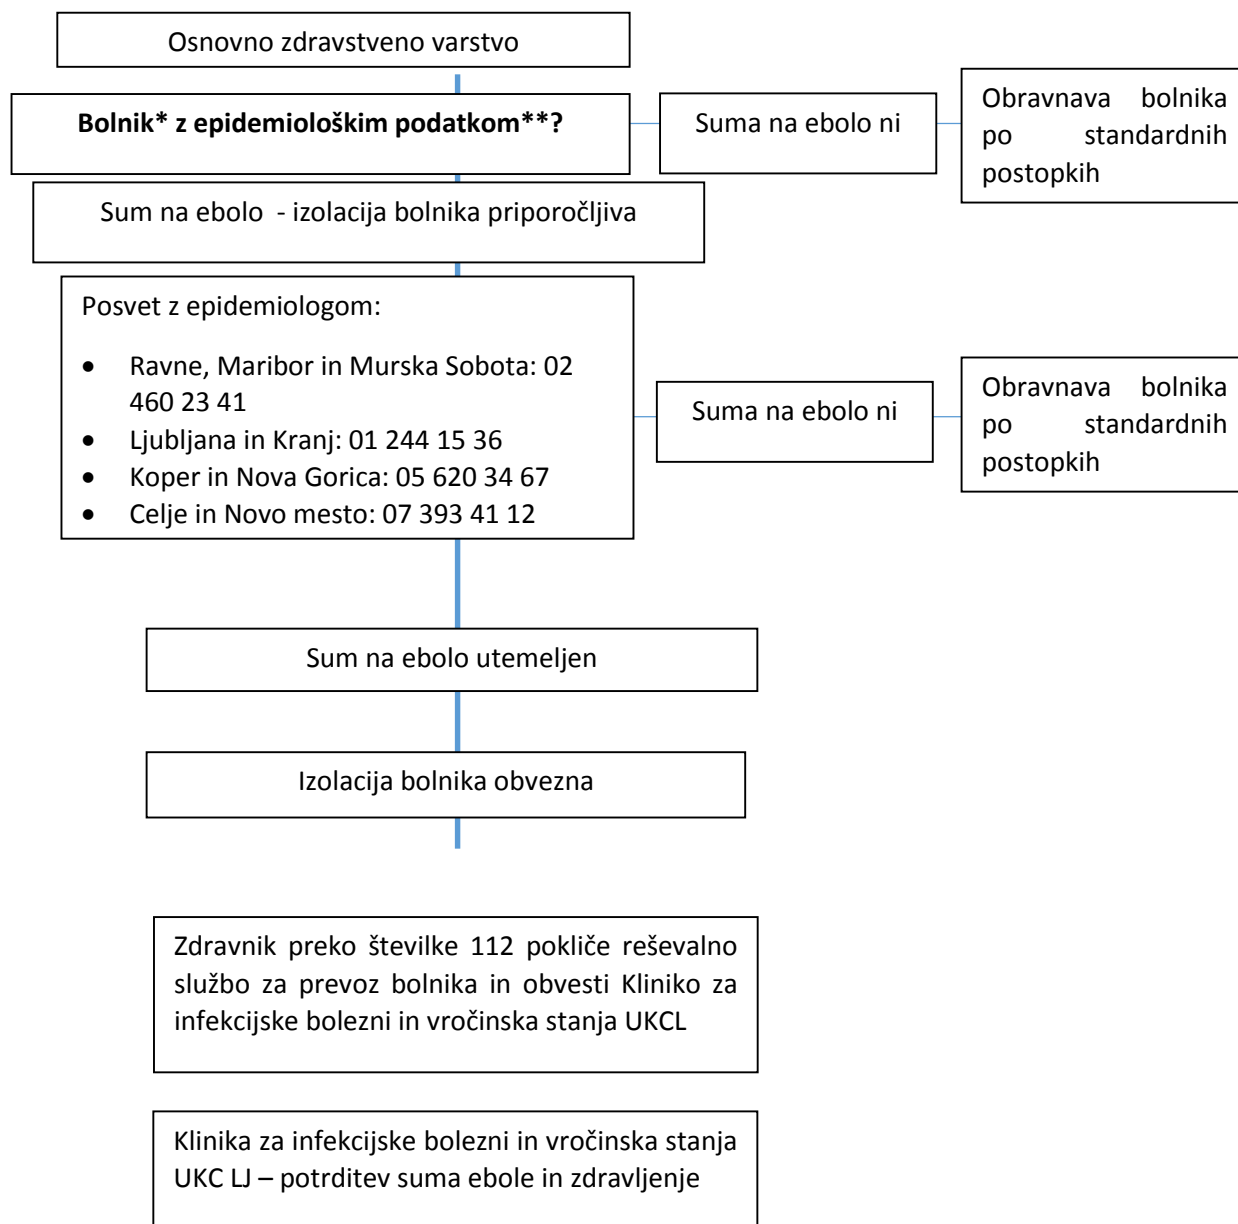 Osnovno zdravstveno varstvo
Bolnik* z epidemiološkim podatkom**?
Suma na ebolo ni
Obravnava bolnika
po standardnih
postopkih
Sum na ebolo - izolacija bolnika priporočljiva
Posvet z epidemiologom:
• Ravne, Maribor in Murska Sobota: 02
460 23 41
• Ljubljana in Kranj: 01 244 15 36
• Koper in Nova Gorica: 05 620 34 67
• Celje in Novo mesto: 07 393 41 12
Suma na ebolo ni
Obravnava bolnika
po standardnih
postopkih
Sum na ebolo utemeljen
Izolacija bolnika obvezna
Zdravnik preko številke 112 pokliče reševalno
službo za prevoz bolnika in obvesti Kliniko za
infekcijske bolezni in vročinska stanja UKCL
Klinika za infekcijske bolezni in vročinska stanja
UKC LJ – potrditev suma ebole in zdravljenje